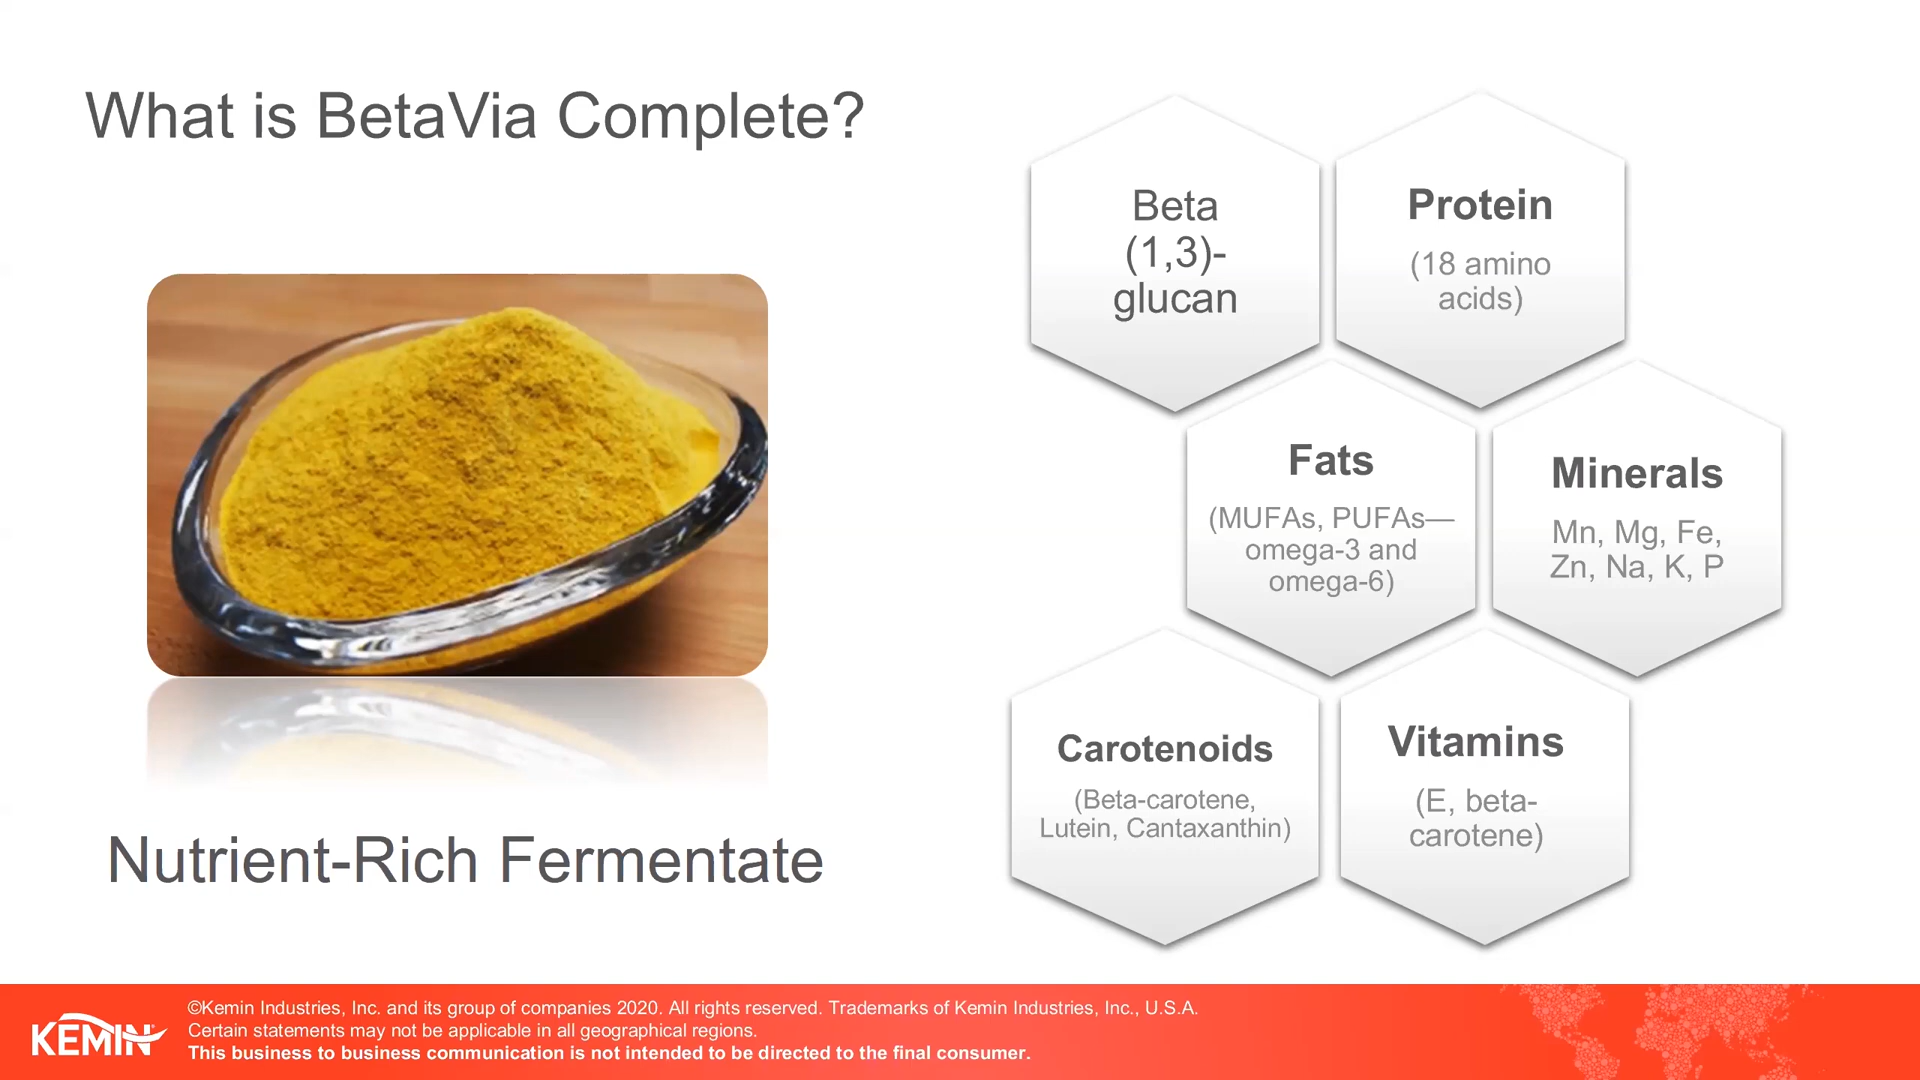 What is BetaVia Complete?
Beta
(1,3)-
glucan
Protein
(18 amino
acids)
Fats
(MUFAs, PUFAs—
omega-3 and
omega-6)
Minerals
Mn, Mg, Fe,
Zn, Na, K, P
Carotenoids
(Beta-carotene,
Lutein, Cantaxanthin)
Vitamins
(E, beta-
carotene)
Nutrient-Rich Fermentate
KEMIN
©Kemin Industries, Inc. and its group of companies 2020. All rights reserved. Trademarks of Kemin Industries, Inc., U.S.A.
Certain statements may not be applicable in all geographical regions.
This business to business communication is not intended to be directed to the final consumer.